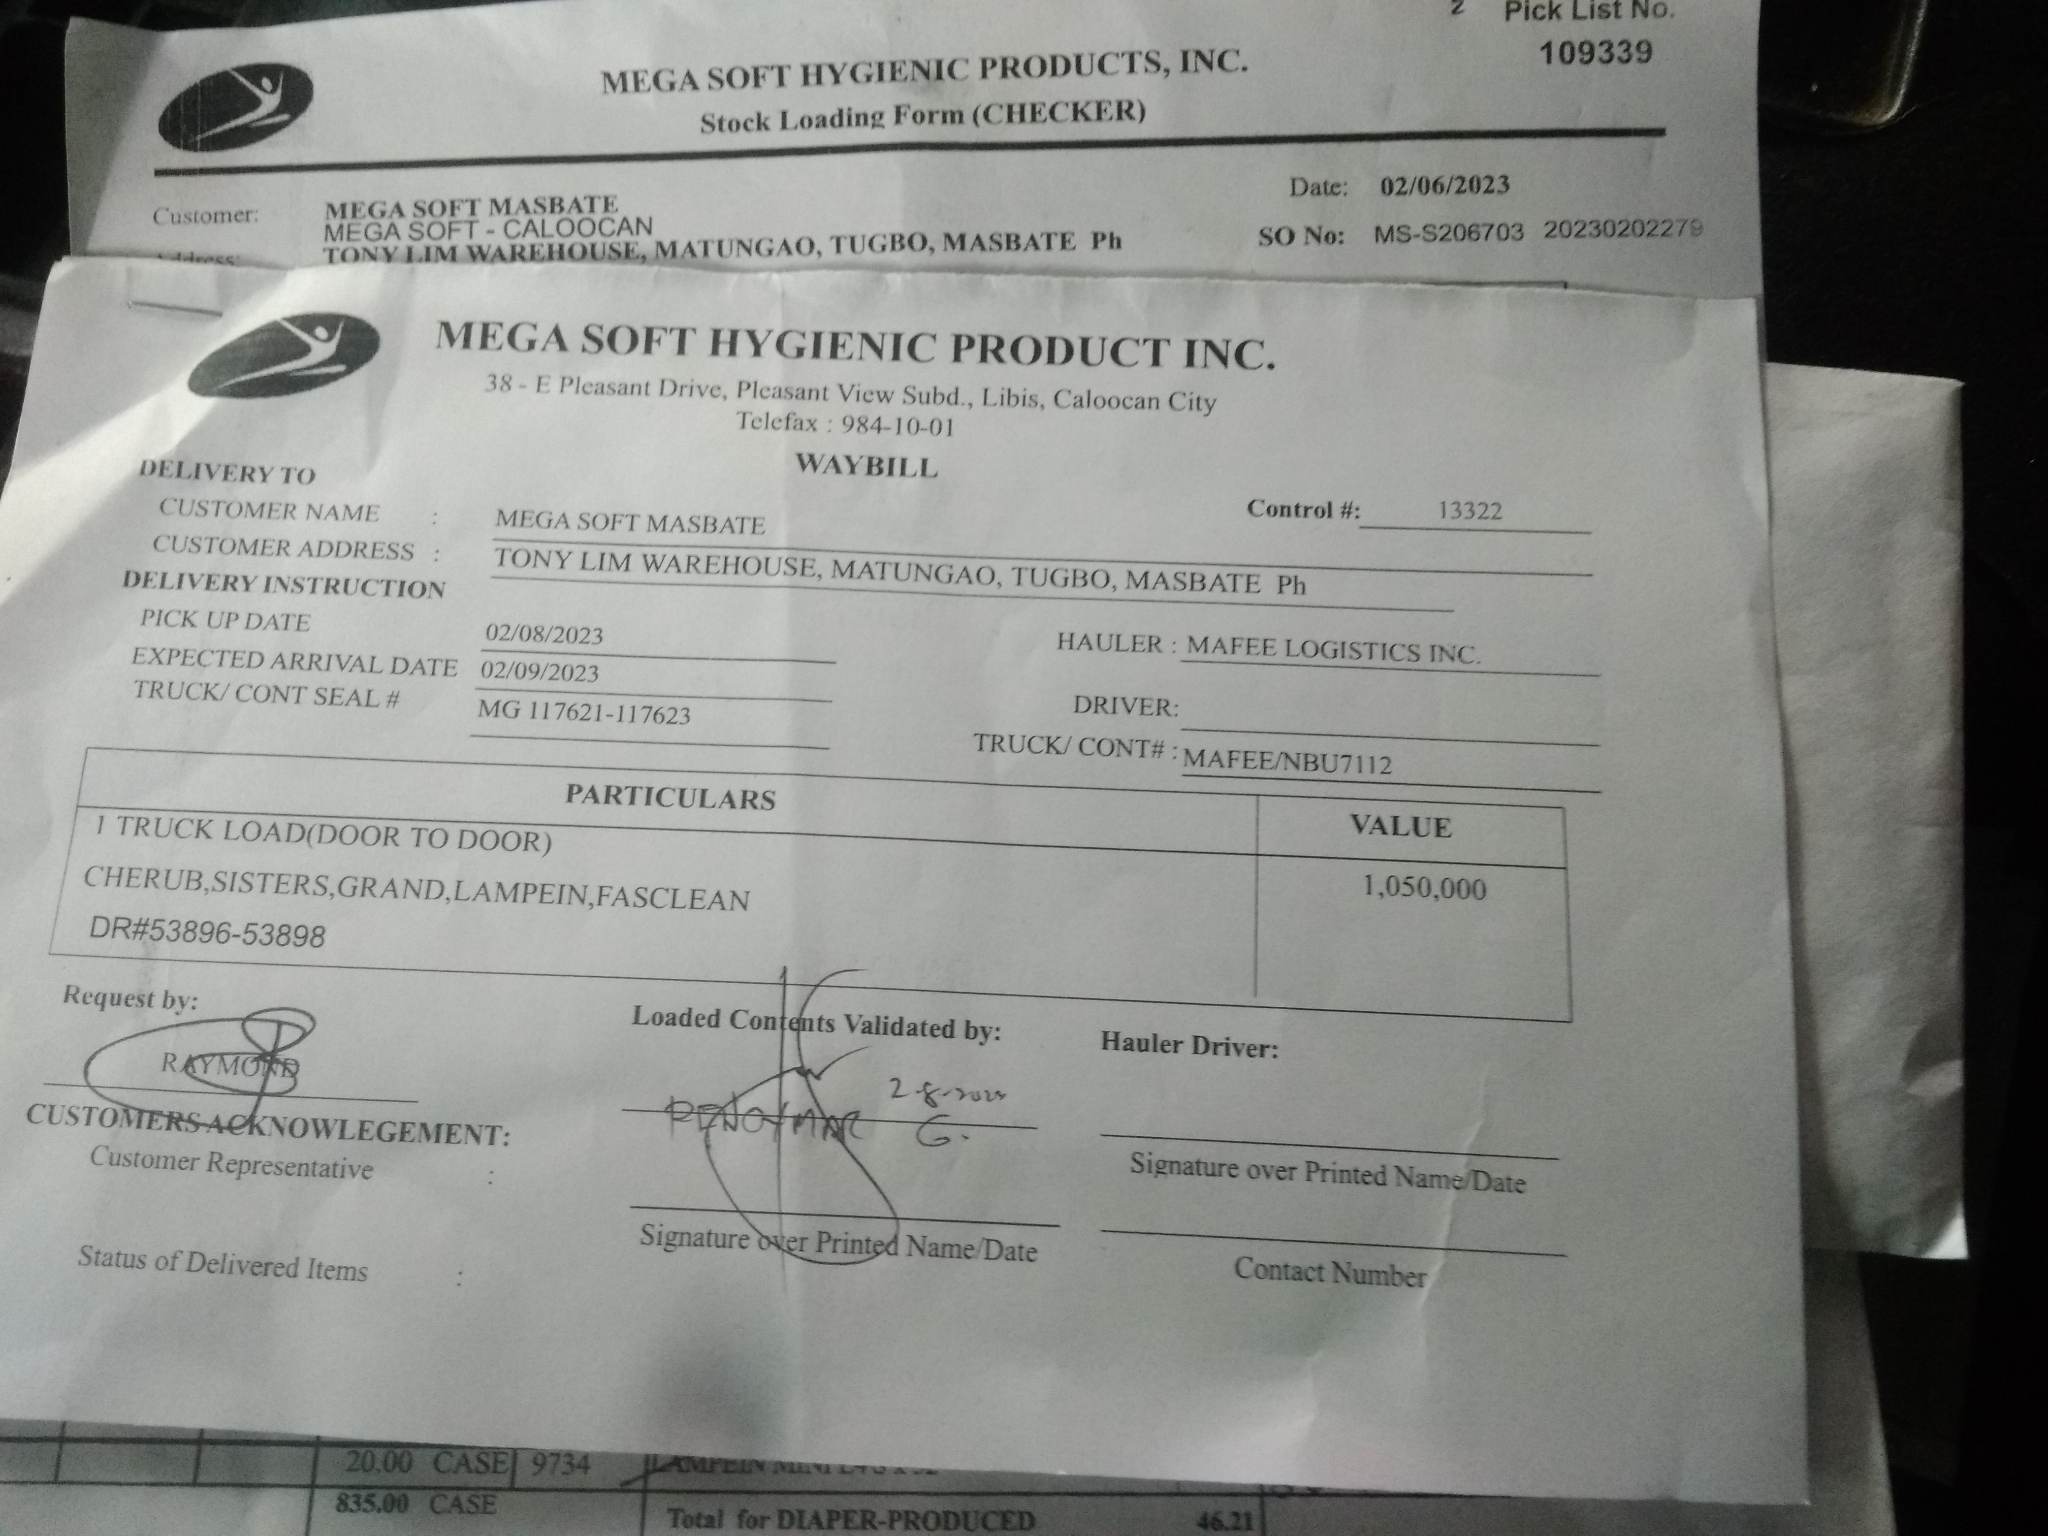 2 Pick List No.
109339
MEGA SOFT HYGIENIC PRODUCTS, INC.
Stock Loading Form (CHECKER)
Date: 02/06/2023
Customer: MEGA SOFT MASBATE
MEGA SOFT - CALOOCAN
SO No: MS-S206703 20230202279
Address: TONY LIM WAREHOUSE, MATUNGAO, TUGBO, MASBATE Ph
MEGA SOFT HYGIENIC PRODUCT INC.
38 - E Pleasant Drive, Pleasant View Subd., Libis, Caloocan City
Telefax : 984-10-01
WAYBILL
DELIVERY TO
Control #: 13322
CUSTOMER NAME : MEGA SOFT MASBATE
CUSTOMER ADDRESS : TONY LIM WAREHOUSE, MATUNGAO, TUGBO, MASBATE Ph
DELIVERY INSTRUCTION
PICK UP DATE 02/08/2023 HAULER : MAFEE LOGISTICS INC.
EXPECTED ARRIVAL DATE 02/09/2023 DRIVER:
TRUCK/ CONT SEAL # MG 117621-117623 TRUCK/ CONT# : MAFEE/NBU7112
PARTICULARS VALUE
1 TRUCK LOAD(DOOR TO DOOR)
CHERUB,SISTERS,GRAND,LAMPEIN,FASCLEAN 1,050,000
DR#53896-53898
Request by: Loaded Contents Validated by: Hauler Driver:
RAYMOND
G.
CUSTOMERS ACKNOWLEGEMENT:
Customer Representative :
Signature over Printed Name/Date
Signature over Printed Name/Date
Status of Delivered Items :
Contact Number
20.00 CASE 9734 LAMPEIN MINI
835.00 CASE Total for DIAPER-PRODUCED 46.21